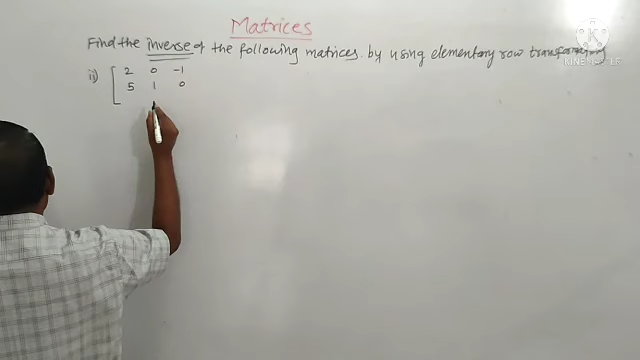 Matrices
Find the inverse of the following matrices by using elementary row
ii) [ 2 0 -1
5 1 0
KINEMASTER